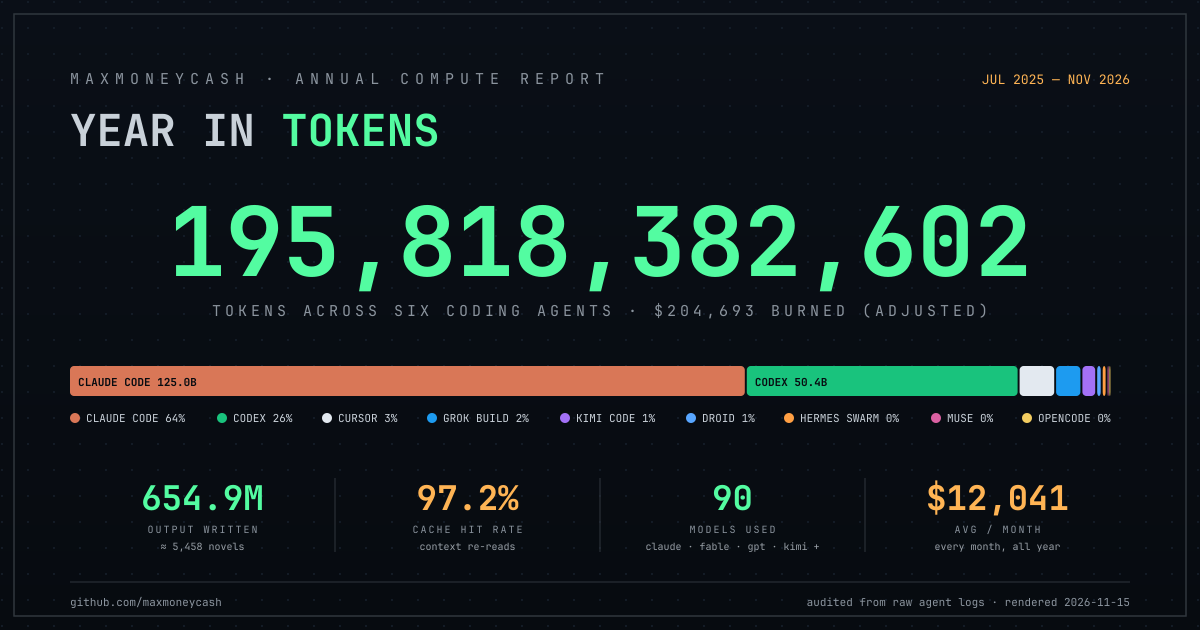 MAXMONEYCASH · ANNUAL COMPUTE REPORT
JUL 2025 — NOV 2026
YEAR IN TOKENS
195,818,382,602
TOKENS ACROSS SIX CODING AGENTS · $204,693 BURNED (ADJUSTED)
CLAUDE CODE 125.0B
CODEX 50.4B
CLAUDE CODE 64%
CODEX 26%
CURSOR 3%
GROK BUILD 2%
KIMI CODE 1%
DROID 1%
HERMES SWARM 0%
MUSE 0%
OPENCODE 0%
654.9M
OUTPUT WRITTEN
≈ 5,458 novels
97.2%
CACHE HIT RATE
context re-reads
90
MODELS USED
claude · fable · gpt · kimi +
$12,041
AVG / MONTH
every month, all year
github.com/maxmoneycash
audited from raw agent logs · rendered 2026-11-15